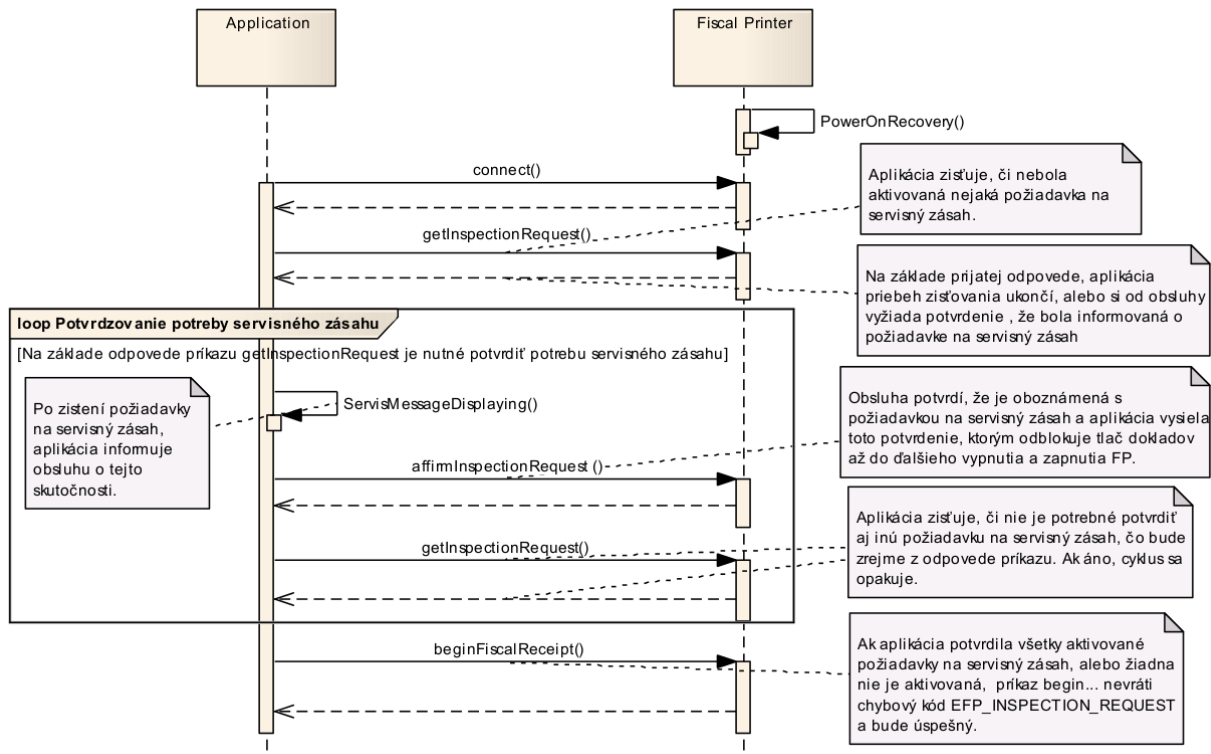 Application
Fiscal Printer
PowerOnRecovery()
connect()
Aplikácia zisťuje, či nebola
aktivovaná nejaká požiadavka na
servisný zásah.
getInspectionRequest()
Na základe prijatej odpovede, aplikácia
priebeh zisťovania ukončí, alebo si od obsluhy
vyžiada potvrdenie , že bola informovaná o
požiadavke na servisný zásah
loop Potvrdzovanie potreby servisného zásahu
[Na základe odpovede príkazu getInspectionRequest je nutné potvrdiť potrebu servisného zásahu]
Po zistení požiadavky
na servisný zásah,
aplikácia informuje
obsluhu o tejto
skutočnosti.
ServisMessageDisplaying()
Obsluha potvrdí, že je oboznámená s
požiadavkou na servisný zásah a aplikácia vysiela
toto potvrdenie, ktorým odblokuje tlač dokladov
až do ďalšieho vypnutia a zapnutia FP.
affirmInspectionRequest ()
Aplikácia zisťuje, či nie je potrebné potvrdiť
aj inú požiadavku na servisný zásah, čo bude
zrejme z odpovede príkazu. Ak áno, cyklus sa
opakuje.
getInspectionRequest()
beginFiscalReceipt()
Ak aplikácia potvrdila všetky aktivované
požiadavky na servisný zásah, alebo žiadna
nie je aktivovaná, príkaz begin... nevráti
chybový kód EFP_INSPECTION_REQUEST
a bude úspešný.